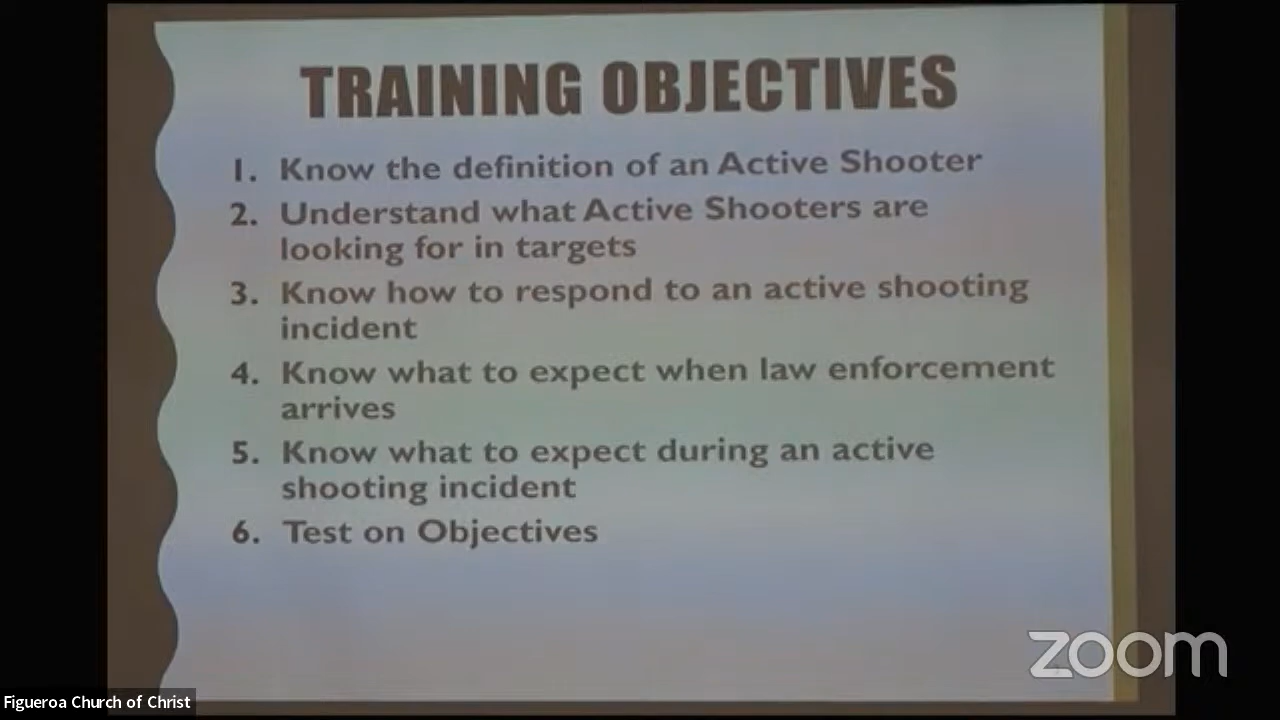 TRAINING OBJECTIVES
1. Know the definition of an Active Shooter
2. Understand what Active Shooters are
looking for in targets
3. Know how to respond to an active shooting
incident
4. Know what to expect when law enforcement
arrives
5. Know what to expect during an active
shooting incident
6. Test on Objectives
zoom
Figueroa Church of Christ